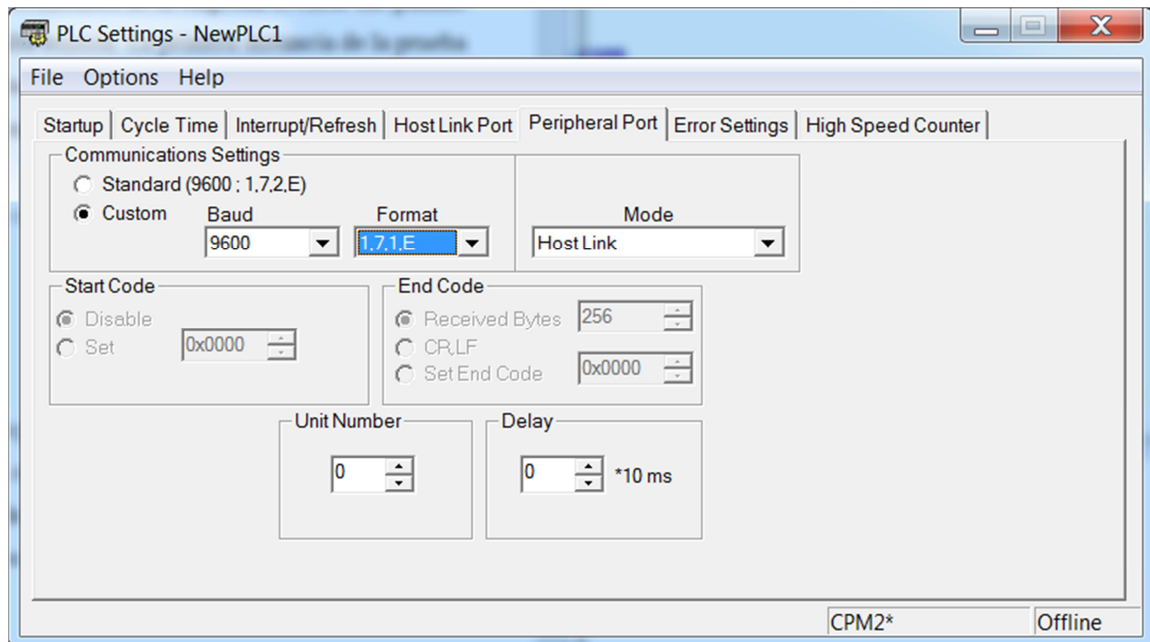 PLC Settings - NewPLC1
File Options Help
Startup Cycle Time Interrupt/Refresh Host Link Port Peripheral Port Error Settings High Speed Counter
Communications Settings
Standard (9600 ; 1,7,2,E)
Custom Baud Format Mode
9600 1,7,1,E Host Link
Start Code End Code
Disable Received Bytes 256
Set 0x0000 CR,LF
Set End Code 0x0000
Unit Number Delay
0 0 *10 ms
CPM2* Offline